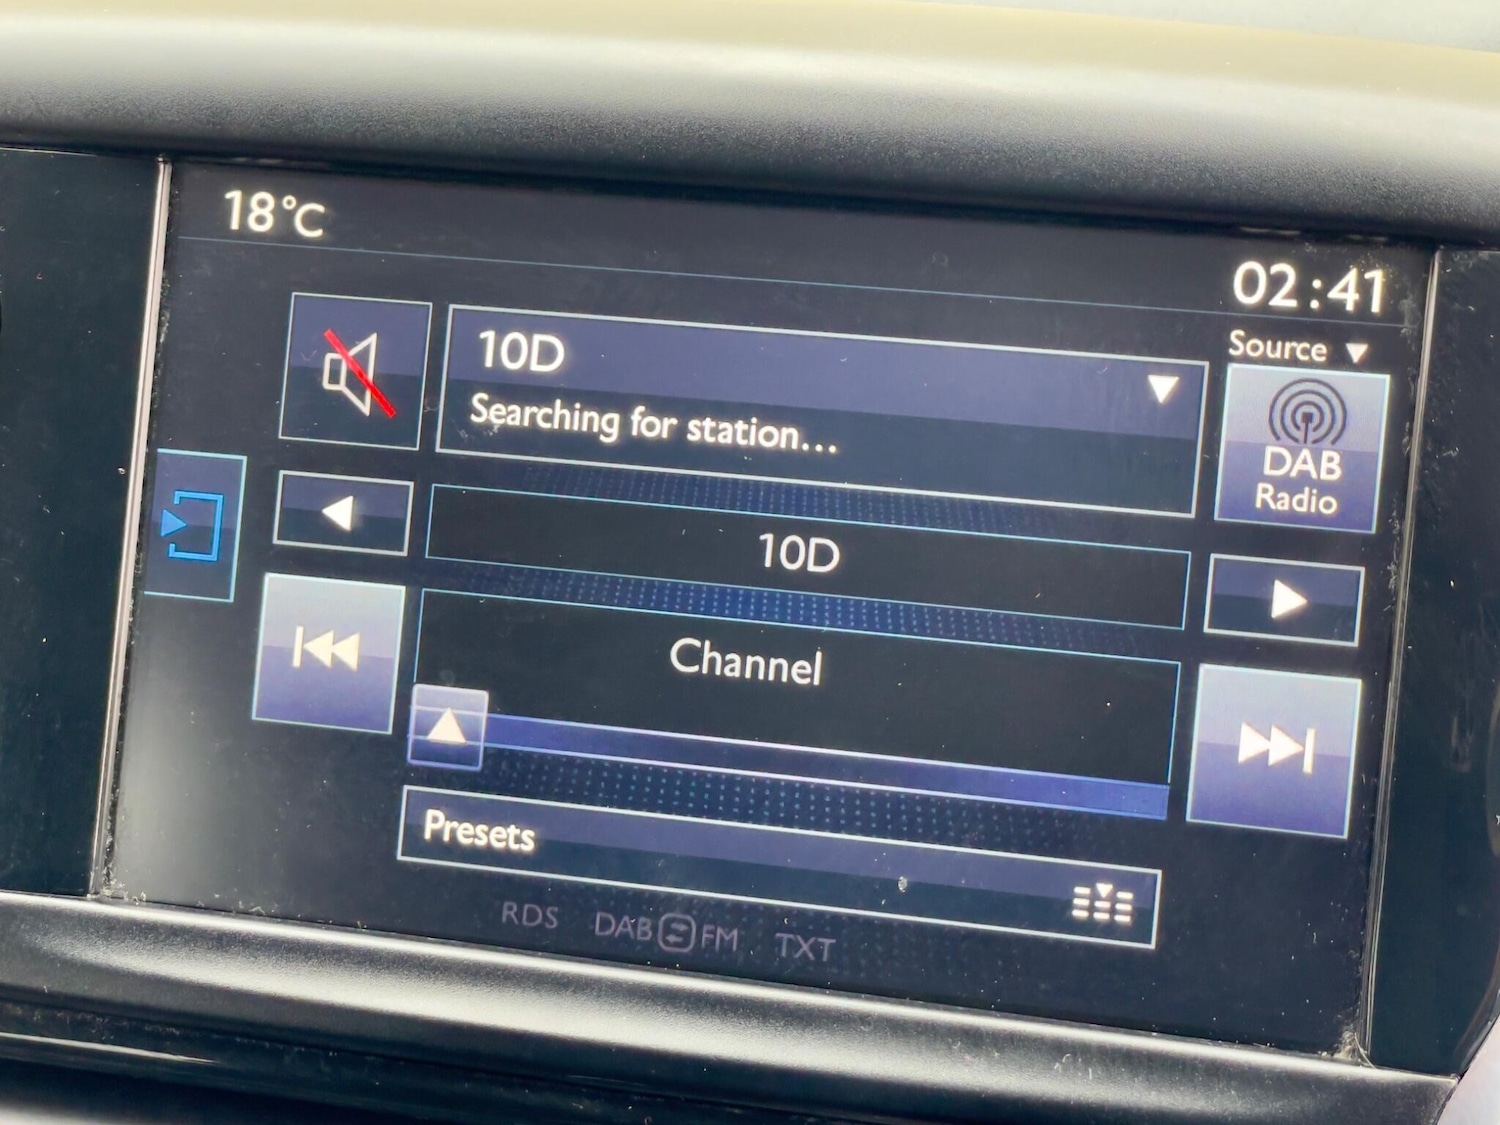 18°C
02:41
Source
10D
Searching for station...
DAB
Radio
10D
Channel
Presets
RDS DAB FM TXT